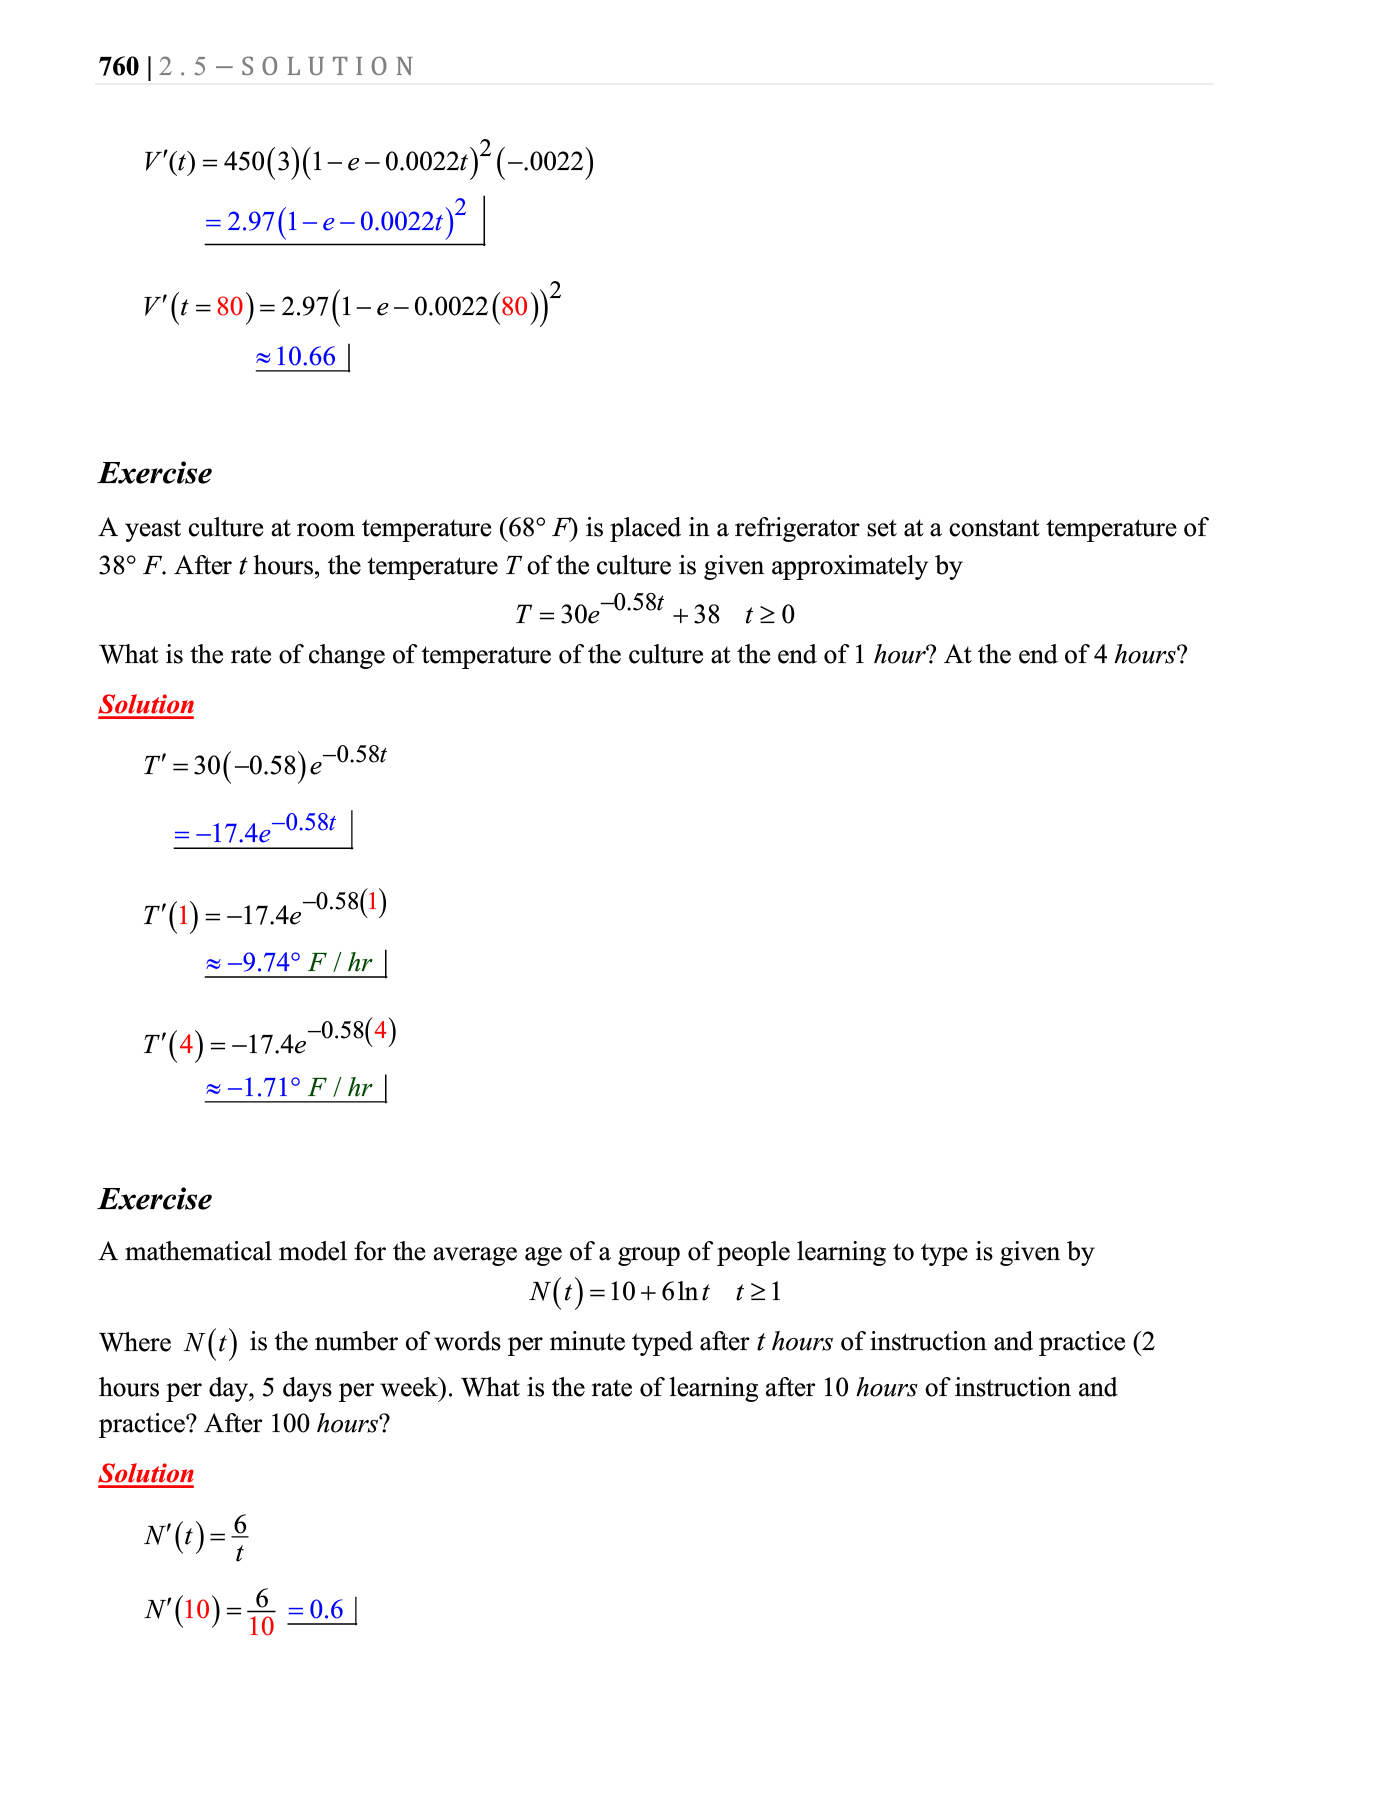 760 | 2.5 – SOLUTION
V′(t) = 450(3)(1 – e – 0.0022t)² (–.0022)
= 2.97(1 – e – 0.0022t)²
V′(t = 80) = 2.97(1 – e – 0.0022(80))²
≈ 10.66
Exercise
A yeast culture at room temperature (68° F) is placed in a refrigerator set at a constant temperature of
38° F. After t hours, the temperature T of the culture is given approximately by
T = 30e^(–0.58t) + 38   t ≥ 0
What is the rate of change of temperature of the culture at the end of 1 hour? At the end of 4 hours?
Solution
T′ = 30(–0.58)e^(–0.58t)
= –17.4e^(–0.58t)
T′(1) = –17.4e^(–0.58(1))
≈ –9.74° F / hr
T′(4) = –17.4e^(–0.58(4))
≈ –1.71° F / hr
Exercise
A mathematical model for the average age of a group of people learning to type is given by
N(t) = 10 + 6 ln t   t ≥ 1
Where N(t) is the number of words per minute typed after t hours of instruction and practice (2
hours per day, 5 days per week). What is the rate of learning after 10 hours of instruction and
practice? After 100 hours?
Solution
N′(t) = 6/t
N′(10) = 6/10 = 0.6